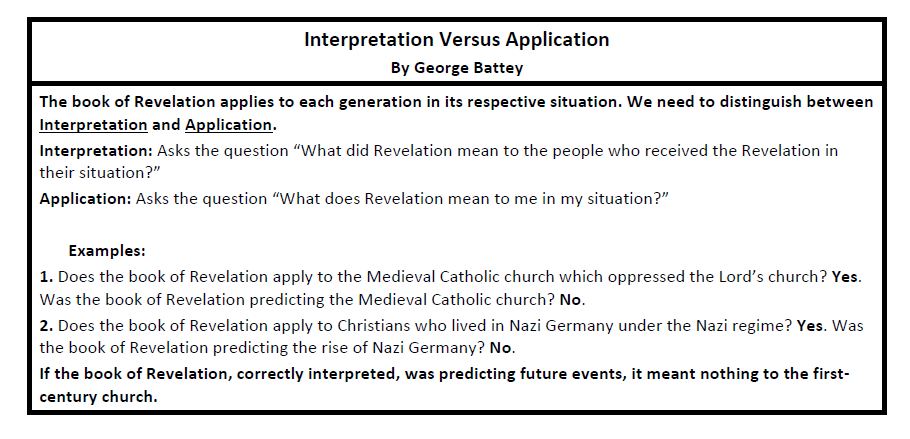 Interpretation Versus Application
By George Battey
The book of Revelation applies to each generation in its respective situation. We need to distinguish between
Interpretation and Application.
Interpretation: Asks the question “What did Revelation mean to the people who received the Revelation in
their situation?”
Application: Asks the question “What does Revelation mean to me in my situation?”
Examples:
1. Does the book of Revelation apply to the Medieval Catholic church which oppressed the Lord’s church? Yes.
Was the book of Revelation predicting the Medieval Catholic church? No.
2. Does the book of Revelation apply to Christians who lived in Nazi Germany under the Nazi regime? Yes. Was
the book of Revelation predicting the rise of Nazi Germany? No.
If the book of Revelation, correctly interpreted, was predicting future events, it meant nothing to the first-
century church.